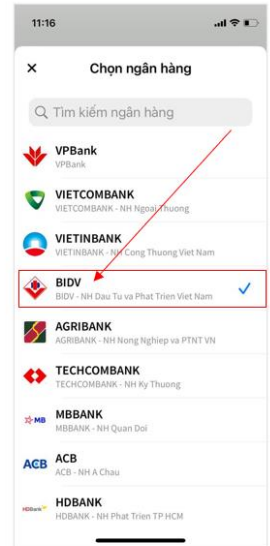 11:16
Chọn ngân hàng
Tìm kiếm ngân hàng
VPBank
VPBank
VIETCOMBANK
VIETCOMBANK - NH Ngoai Thuong
VIETINBANK
VIETINBANK - NH Cong Thuong Viet Nam
BIDV
BIDV - NH Dau Tu va Phat Trien Viet Nam
AGRIBANK
AGRIBANK - NH Nong Nghiep va PTNT VN
TECHCOMBANK
TECHCOMBANK - NH Ky Thuong
MB
MBBANK
MBBANK - NH Quan Doi
ACB
ACB
ACB - NH A Chau
HDBank
HDBANK
HDBANK - NH Phat Trien TP HCM